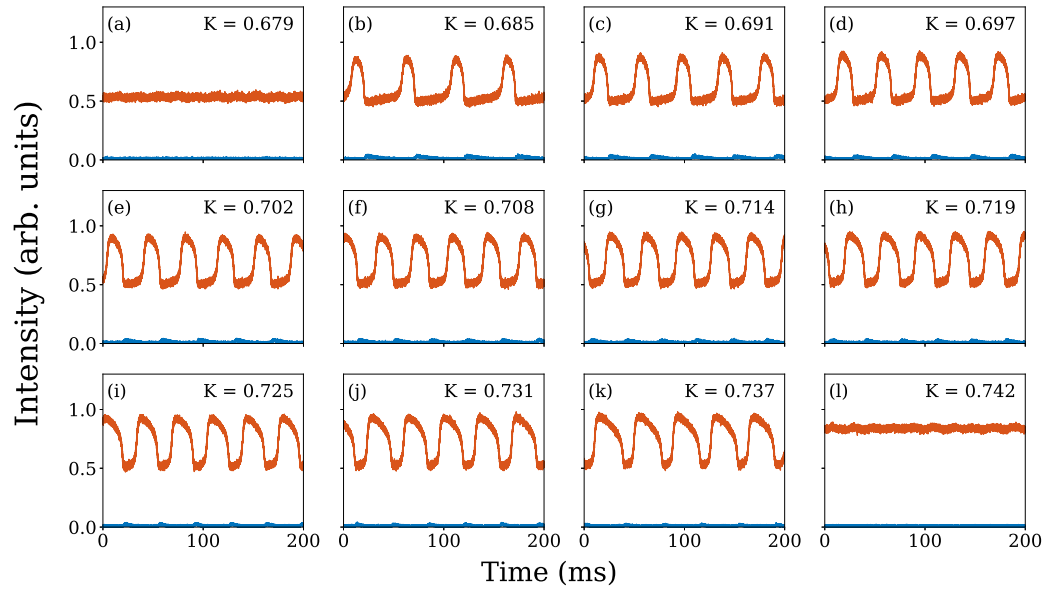 (a) K = 0.679
(b) K = 0.685
(c) K = 0.691
(d) K = 0.697
1.0
0.5
0.0
(e) K = 0.702
(f) K = 0.708
(g) K = 0.714
(h) K = 0.719
1.0
0.5
0.0
(i) K = 0.725
(j) K = 0.731
(k) K = 0.737
(l) K = 0.742
1.0
0.5
0.0
0 100 200
0 100 200
0 100 200
0 100 200
Intensity (arb. units)
Time (ms)